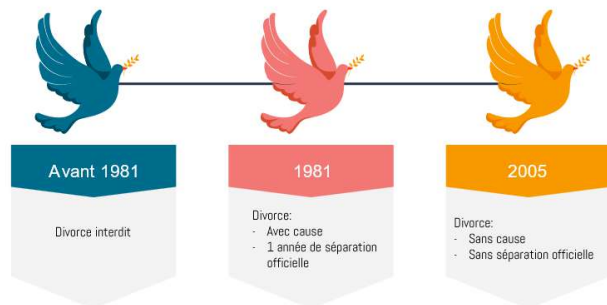 Avant 1981
Divorce interdit
1981
Divorce:
- Avec cause
- 1 année de séparation
officielle
2005
Divorce:
- Sans cause
- Sans séparation officielle